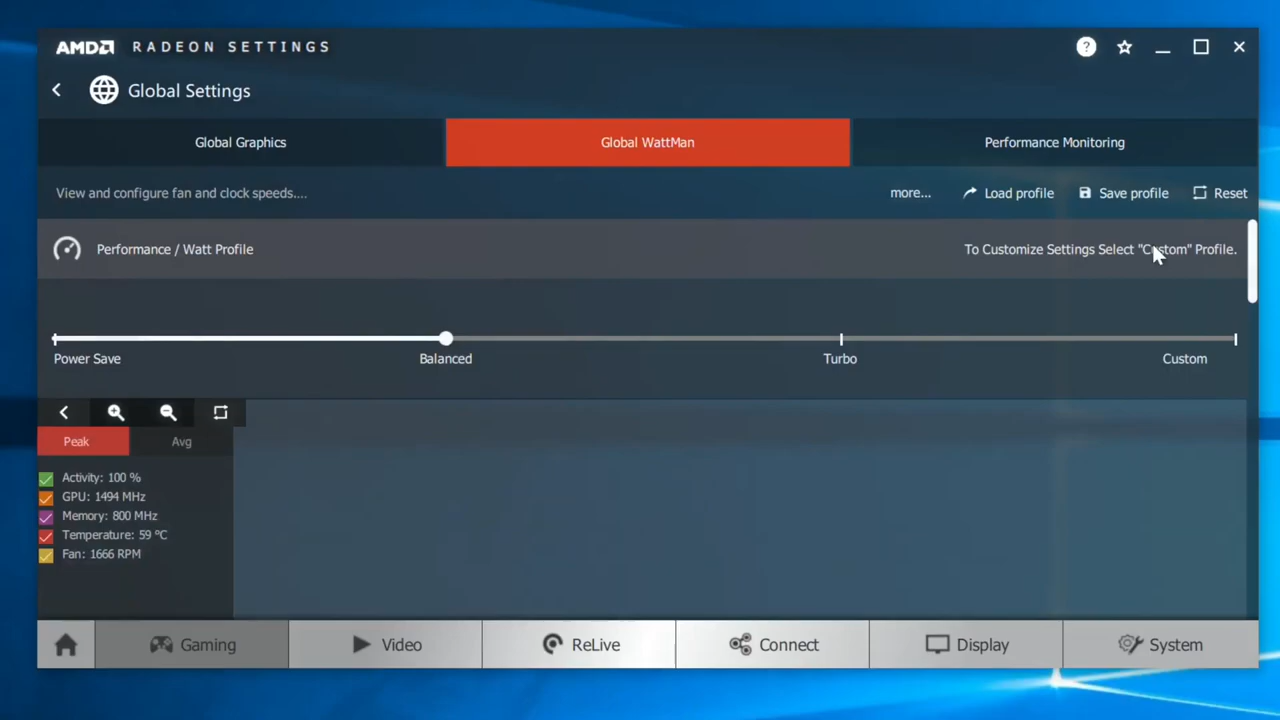 AMD RADEON SETTINGS
?
Global Settings
Global Graphics
Global WattMan
Performance Monitoring
View and configure fan and clock speeds....
more...
Load profile
Save profile
Reset
Performance / Watt Profile
To Customize Settings Select "Custom" Profile.
Power Save
Balanced
Turbo
Custom
Peak
Avg
Activity: 100 %
GPU: 1494 MHz
Memory: 800 MHz
Temperature: 59 °C
Fan: 1666 RPM
Gaming
Video
ReLive
Connect
Display
System